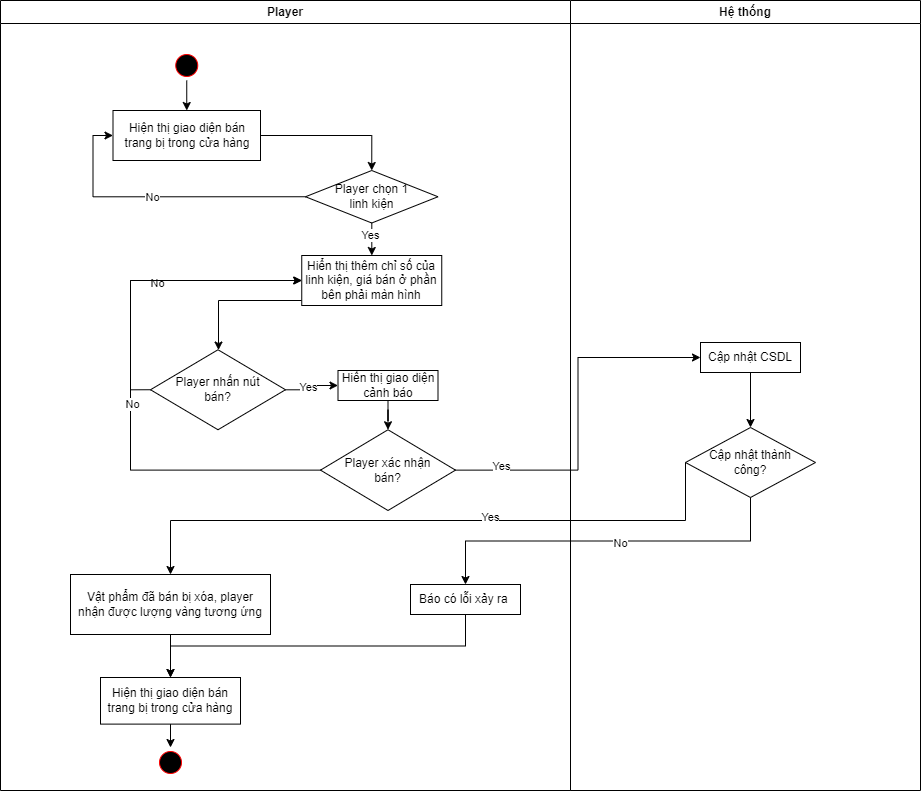 Player
Hệ thống
Hiện thị giao diện bán
trang bị trong cửa hàng
No
Player chọn 1
linh kiện
Yes
Hiển thị thêm chỉ số của
linh kiện, giá bán ở phần
bên phải màn hình
No
Cập nhật CSDL
Player nhấn nút
bán?
Yes
Hiển thị giao diện
cảnh báo
No
Player xác nhận
bán?
Yes
Cập nhật thành
công?
Yes
No
Vật phẩm đã bán bị xóa, player
nhận được lượng vàng tương ứng
Báo có lỗi xảy ra
Hiện thị giao diện bán
trang bị trong cửa hàng